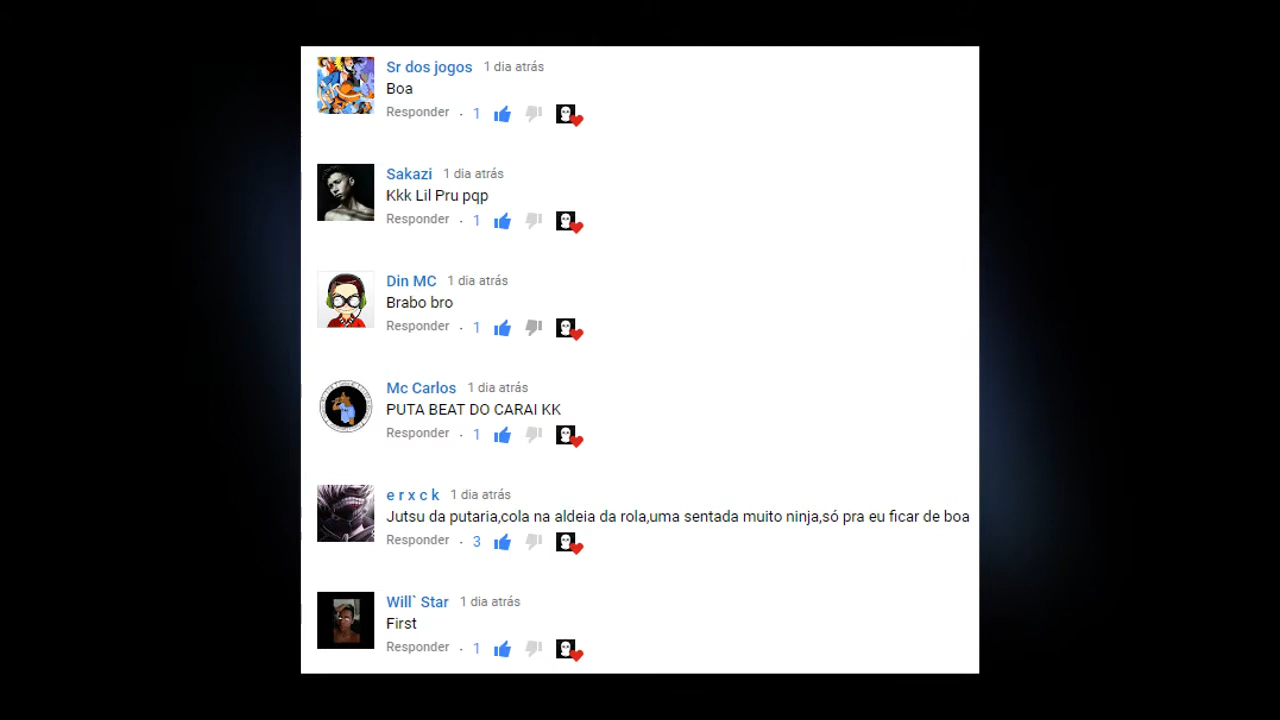 Sr dos jogos 1 dia atrás
Boa
Responder · 1
Sakazi 1 dia atrás
Kkk Lil Pru pqp
Responder · 1
Din MC 1 dia atrás
Brabo bro
Responder · 1
Mc Carlos 1 dia atrás
PUTA BEAT DO CARAI KK
Responder · 1
e r x c k 1 dia atrás
Jutsu da putaria,cola na aldeia da rola,uma sentada muito ninja,só pra eu ficar de boa
Responder · 3
Will` Star 1 dia atrás
First
Responder · 1